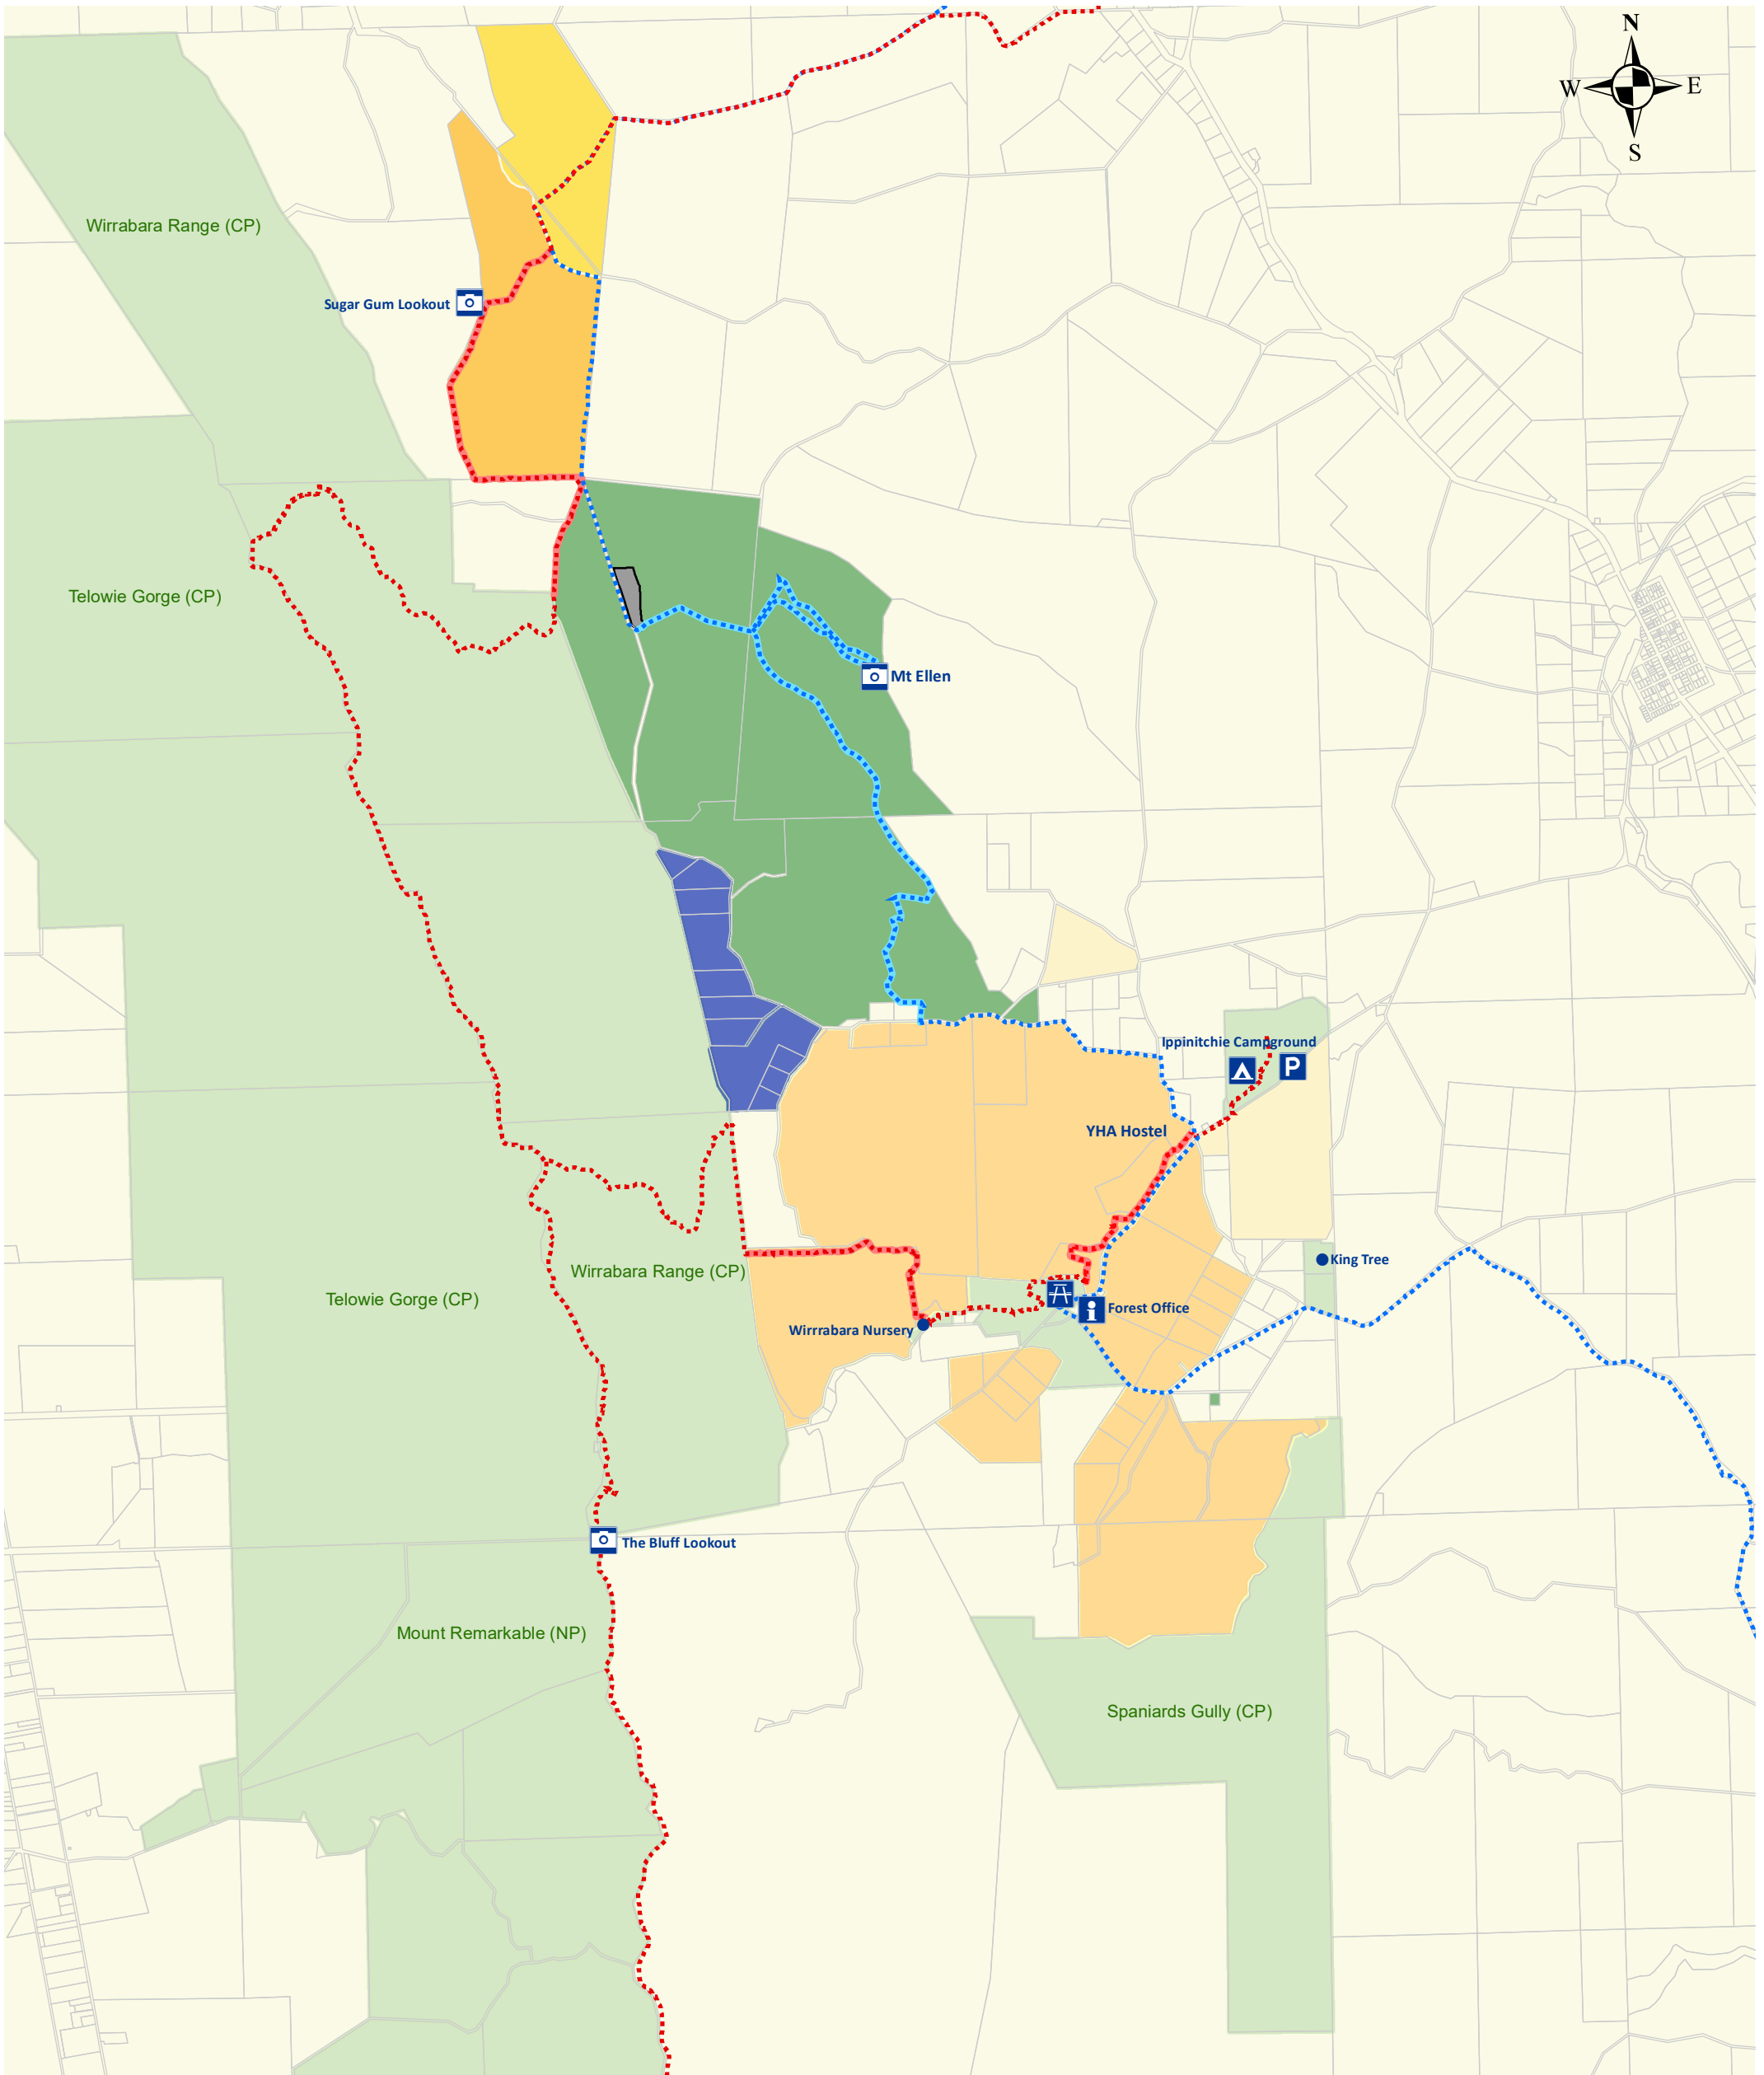 N
W E
S
Wirrabara Range (CP)
Sugar Gum Lookout
Telowie Gorge (CP)
Mt Ellen
Ippinitchie Campground
P
YHA Hostel
King Tree
Wirrabara Range (CP)
Telowie Gorge (CP)
i
Forest Office
Wirrrabara Nursery
The Bluff Lookout
Mount Remarkable (NP)
Spaniards Gully (CP)